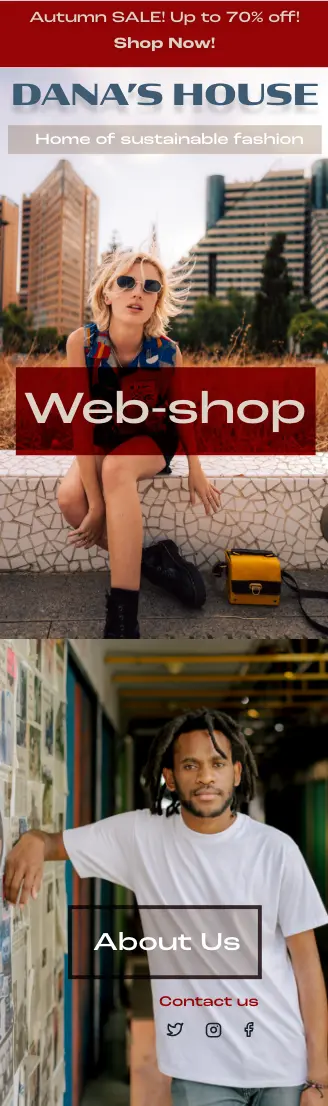 Autumn SALE! Up to 70% off!
Shop Now!
DANA'S HOUSE
Home of sustainable fashion
Web-shop
About Us
Contact us